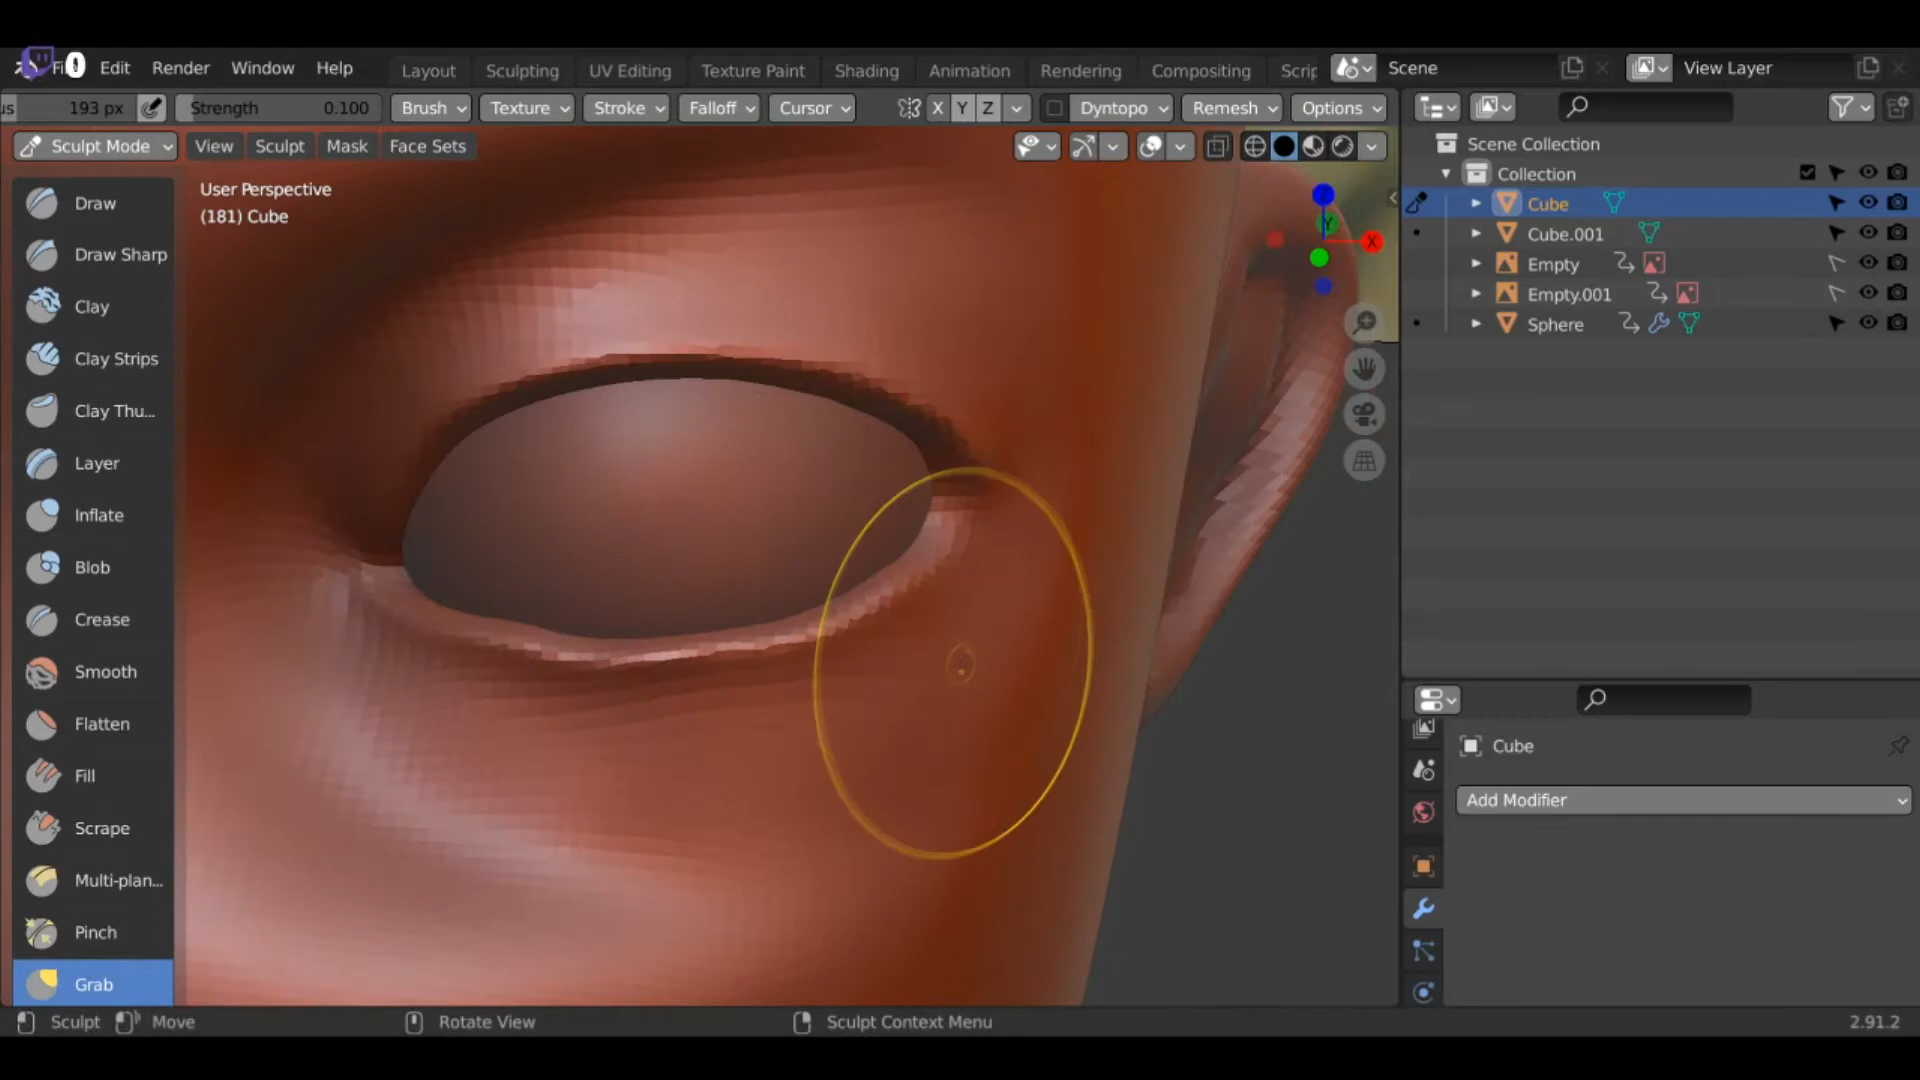 0
Edit Render Window Help Layout Sculpting UV Editing Texture Paint Shading Animation Rendering Compositing Scrip Scene View Layer
us 193 px Strength 0.100 Brush Texture Stroke Falloff Cursor X Y Z Dyntopo Remesh Options
Sculpt Mode View Sculpt Mask Face Sets
User Perspective
(181) Cube
Draw
Draw Sharp
Clay
Clay Strips
Clay Thu...
Layer
Inflate
Blob
Crease
Smooth
Flatten
Fill
Scrape
Multi-plan...
Pinch
Grab
Z
Y
X
Scene Collection
Collection
Cube
Cube.001
Empty
Empty.001
Sphere
Cube
Add Modifier
Sculpt Move Rotate View Sculpt Context Menu 2.91.2